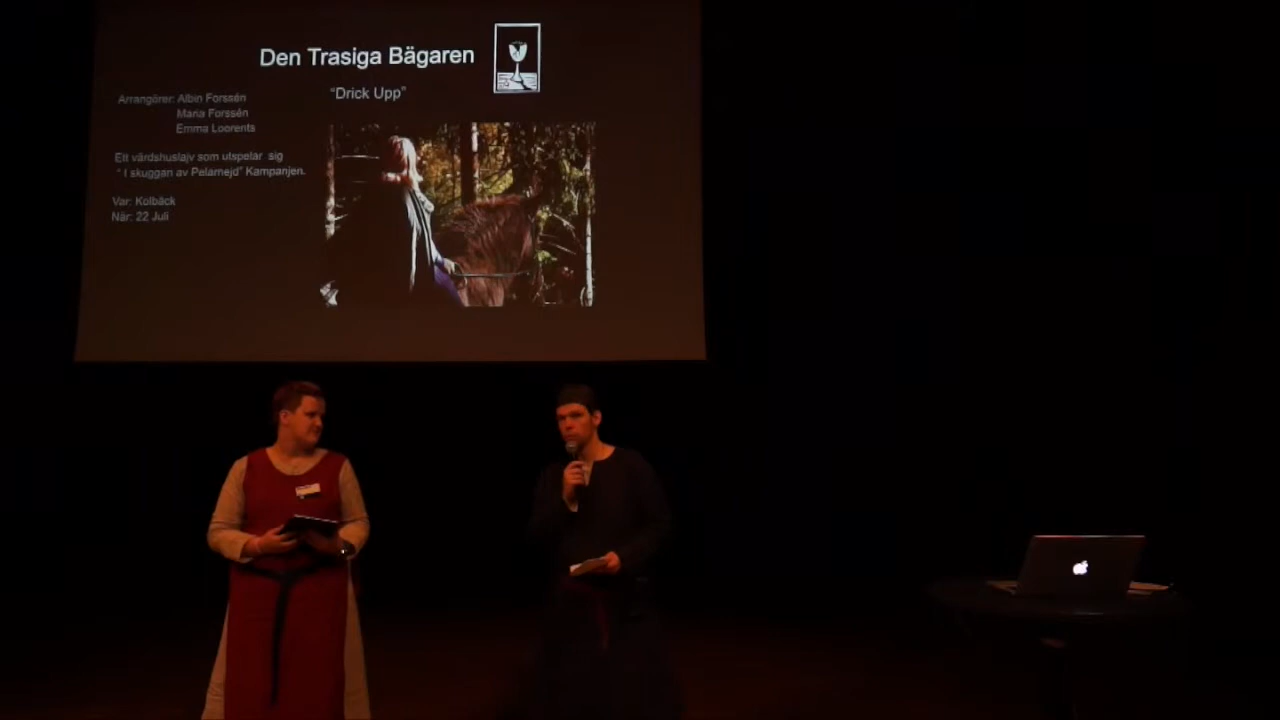 Den Trasiga Bägaren
"Drick Upp"
Arrangörer: Albin Forssén
Maria Forssén
Emma Loorents
Ett värdshuslajv som utspelar sig
" I skuggan av Pelarnejd" Kampanjen.
Var: Kolbäck
När: 22 Juli